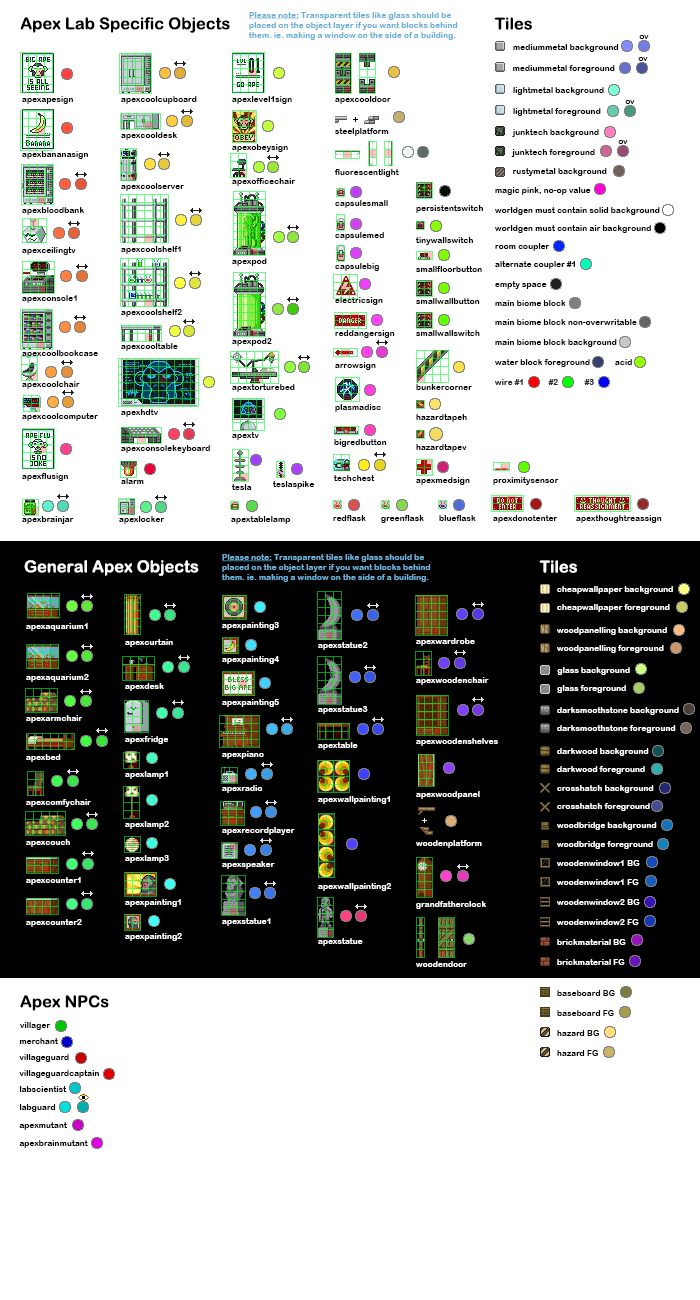 Apex Lab Specific Objects
Please note: Transparent tiles like glass should be
placed on the object layer if you want blocks behind
them. ie. making a window on the side of a building.
BIG APE
IS ALL
SEEING
apexapesign
BANANA
apexbananasign
apexbloodbank
apexceilingtv
apexconsole1
apexcoolbookcase
apexcoolchair
apexcoolcomputer
APE FLU
IS NO
JOKE
apexflusign
apexbrainjar
apexcoolcupboard
apexcooldesk
apexcoolserver
apexcoolshelf1
apexcoolshelf2
apexcooltable
apexhdtv
apexconsolekeyboard
alarm
apexlocker
LVL 01
GO APE
apexlevel1sign
OBEY
apexobeysign
apexofficechair
apexpod
apexpod2
apextorturebed
apextv
tesla
teslaspike
apextablelamp
apexcooldoor
steelplatform
fluorescentlight
capsulesmall
capsulemed
capsulebig
electricsign
DANGER
reddangersign
arrowsign
plasmadisc
bigredbutton
techchest
redflask
greenflask
blueflask
persistentswitch
tinywallswitch
smallfloorbutton
smallwallbutton
smallwallswitch
bunkercorner
hazardtapeh
hazardtapev
apexmedsign
proximitysensor
DO NOT
ENTER
apexdonotenter
THOUGHT
REASSIGNMENT
apexthoughtreassign
Tiles
mediummetal background
OV
mediummetal foreground
lightmetal background
OV
lightmetal foreground
junktech background
OV
junktech foreground
rustymetal background
magic pink, no-op value
worldgen must contain solid background
worldgen must contain air background
room coupler
alternate coupler #1
empty space
main biome block
main biome block non-overwritable
main biome block background
water block foreground acid
wire #1 #2 #3
General Apex Objects
Please note: Transparent tiles like glass should be
placed on the object layer if you want blocks behind
them. ie. making a window on the side of a building.
apexaquarium1
apexaquarium2
apexarmchair
apexbed
apexcomfychair
apexcouch
apexcounter1
apexcounter2
apexcurtain
apexdesk
apexfridge
apexlamp1
apexlamp2
apexlamp3
apexpainting1
apexpainting2
apexpainting3
apexpainting4
BLESS
BIG APE
apexpainting5
apexpiano
apexradio
apexrecordplayer
apexspeaker
apexstatue1
apexstatue2
apexstatue3
apextable
apexwallpainting1
apexwallpainting2
apexstatue
apexwardrobe
apexwoodenchair
apexwoodenshelves
apexwoodpanel
woodenplatform
grandfatherclock
woodendoor
Tiles
cheapwallpaper background
cheapwallpaper foreground
woodpanelling background
woodpanelling foreground
glass background
glass foreground
darksmoothstone background
darksmoothstone foreground
darkwood background
darkwood foreground
crosshatch background
crosshatch foreground
woodbridge background
woodbridge foreground
woodenwindow1 BG
woodenwindow1 FG
woodenwindow2 BG
woodenwindow2 FG
brickmaterial BG
brickmaterial FG
baseboard BG
baseboard FG
hazard BG
hazard FG
Apex NPCs
villager
merchant
villageguard
villageguardcaptain
labscientist
labguard
apexmutant
apexbrainmutant